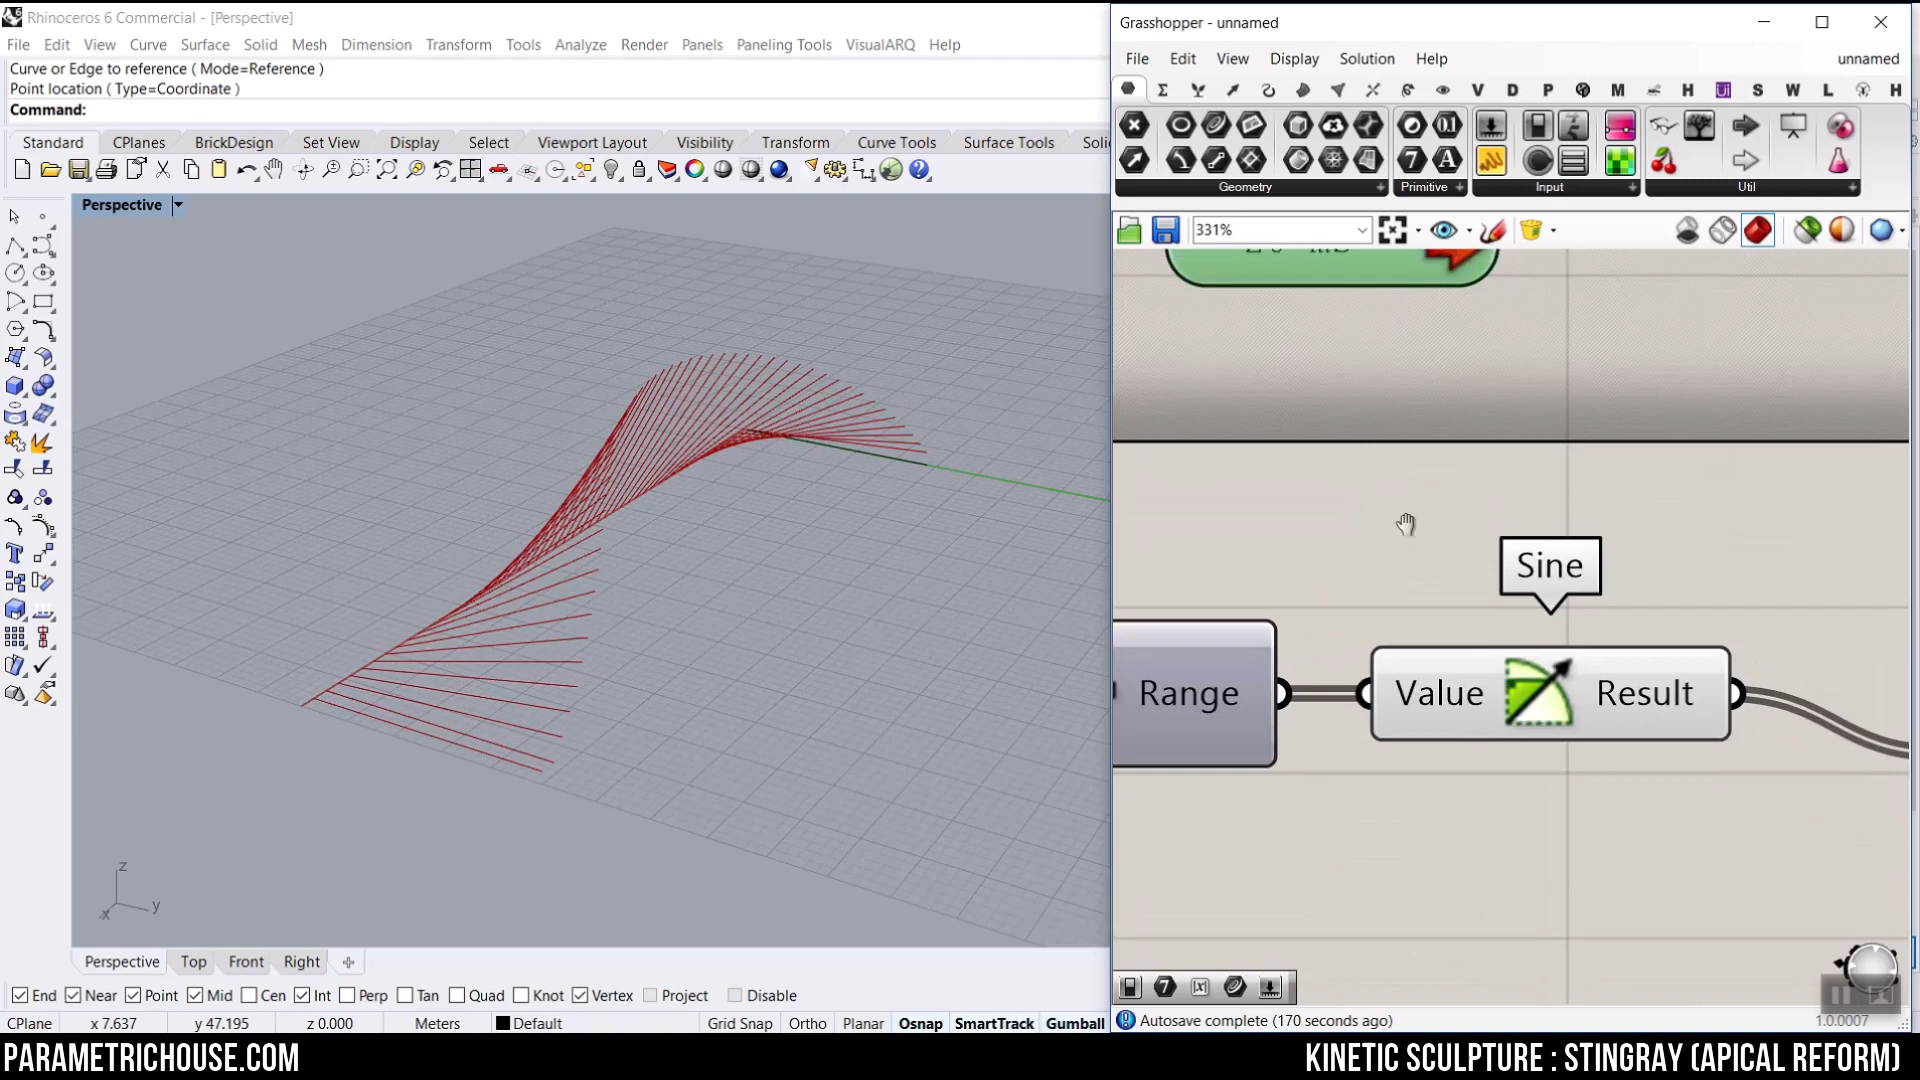 Rhinoceros 6 Commercial - [Perspective]
File Edit View Curve Surface Solid Mesh Dimension Transform Tools Analyze Render Panels Paneling Tools VisualARQ Help
Curve or Edge to reference ( Mode=Reference )
Point location ( Type=Coordinate )
Command:
Standard CPlanes BrickDesign Set View Display Select Viewport Layout Visibility Transform Curve Tools Surface Tools Soli
Perspective
z
y
x
Perspective Top Front Right
End Near Point Mid Cen Int Perp Tan Quad Knot Vertex Project Disable
CPlane x 7.637 y 47.195 z 0.000 Meters Default Grid Snap Ortho Planar Osnap SmartTrack Gumball
Grasshopper - unnamed
File Edit View Display Solution Help unnamed
V D P M H U S W L H
Geometry Primitive Input Util
331%
Sine
Range Value Result
Autosave complete (170 seconds ago) 1.0.0007
PARAMETRICHOUSE.COM
KINETIC SCULPTURE : STINGRAY (APICAL REFORM)